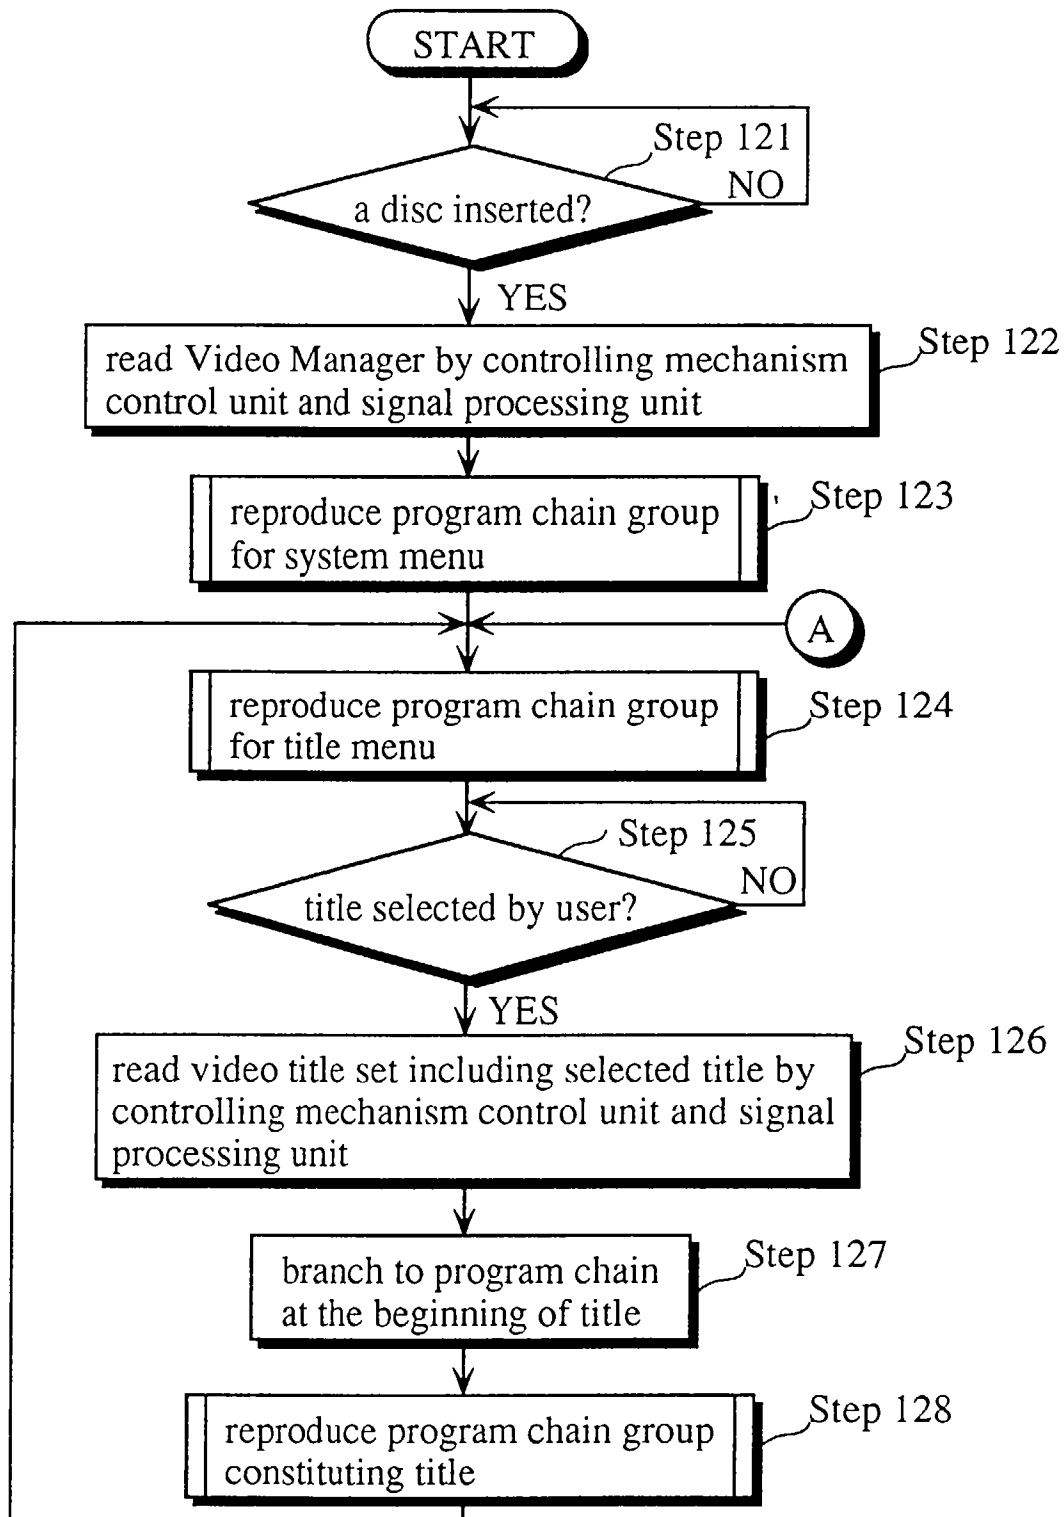 START
Step 121
NO
a disc inserted?
YES
Step 122
read Video Manager by controlling mechanism
control unit and signal processing unit
Step 123
reproduce program chain group
for system menu
A
Step 124
reproduce program chain group
for title menu
Step 125
NO
title selected by user?
YES
Step 126
read video title set including selected title by
controlling mechanism control unit and signal
processing unit
Step 127
branch to program chain
at the beginning of title
Step 128
reproduce program chain group
constituting title